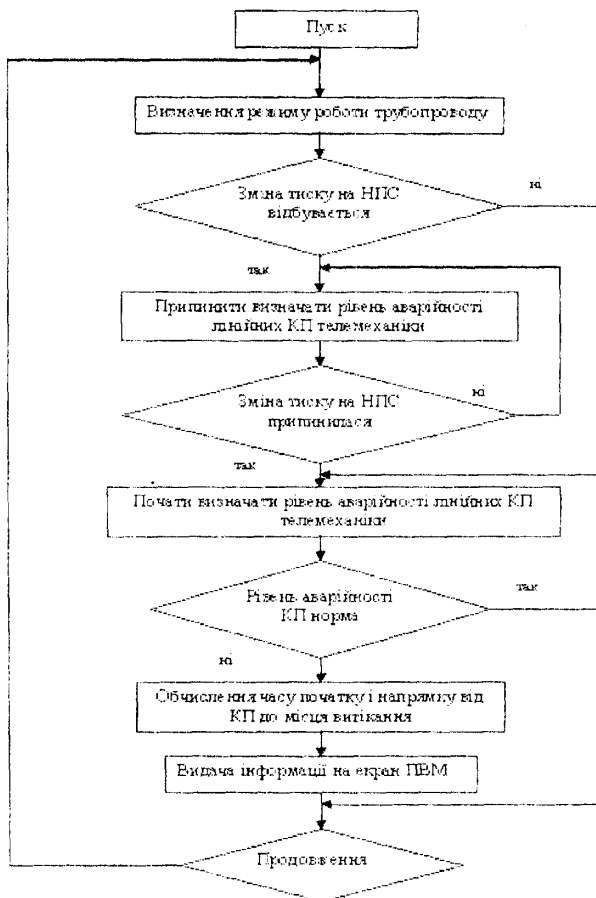 Пуск
Визначення режиму роботи трубопроводу
Зміна тиску на НПС
відбувається
ні
так
Припинити визначати рівень аварійності
лінійних КП телемеханіки
Зміна тиску на НПС
припинилася
ні
так
Почати визначати рівень аварійності лінійних КП
телемеханіки
Рівень аварійності
КП норма
так
ні
Обчислення часу початку і напрямку від
КП до місця витікання
Видача інформації на екран ПВМ
Продовження